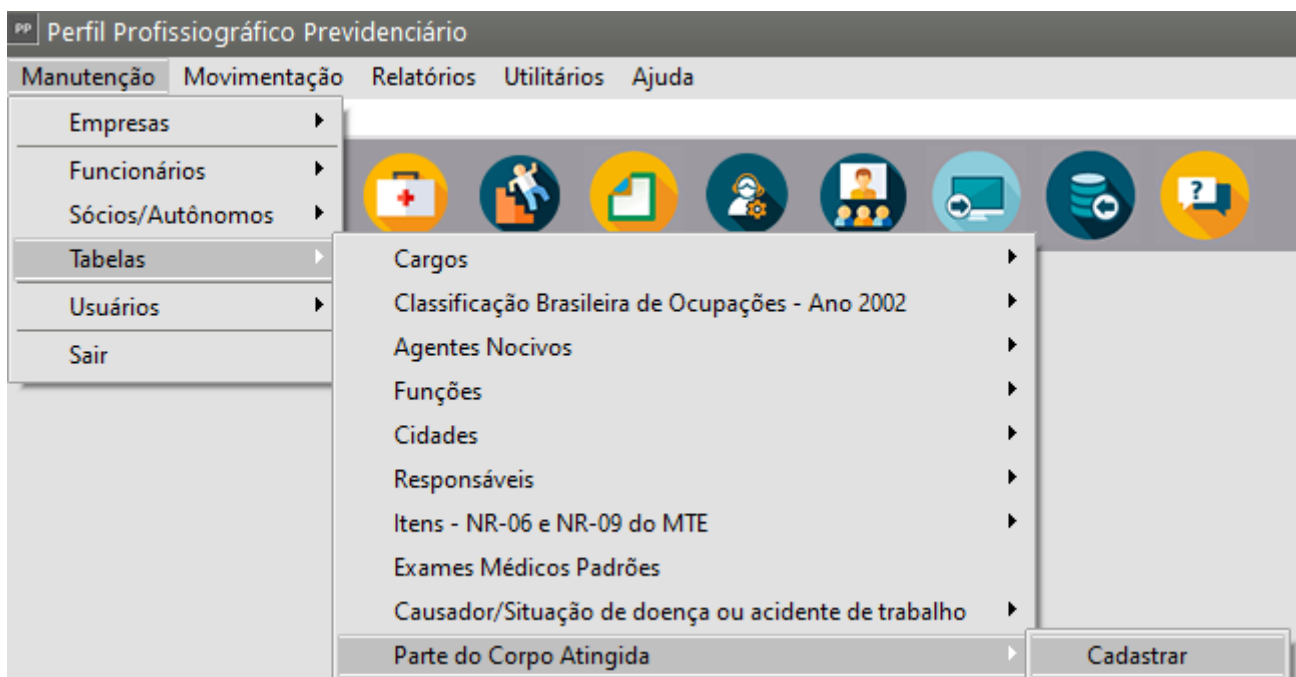 PP Perfil Profissiográfico Previdenciário
Manutenção Movimentação Relatórios Utilitários Ajuda
Empresas
Funcionários
Sócios/Autônomos
Tabelas
Usuários
Sair
?
Cargos
Classificação Brasileira de Ocupações - Ano 2002
Agentes Nocivos
Funções
Cidades
Responsáveis
Itens - NR-06 e NR-09 do MTE
Exames Médicos Padrões
Causador/Situação de doença ou acidente de trabalho
Parte do Corpo Atingida
Cadastrar